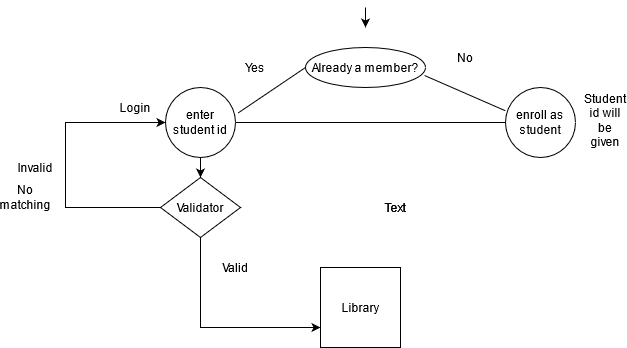 Already a member?
Yes
No
Login
enter
student id
enroll as
student
Student
id will
be
given
Invalid
No
matching
Validator
Text
Valid
Library